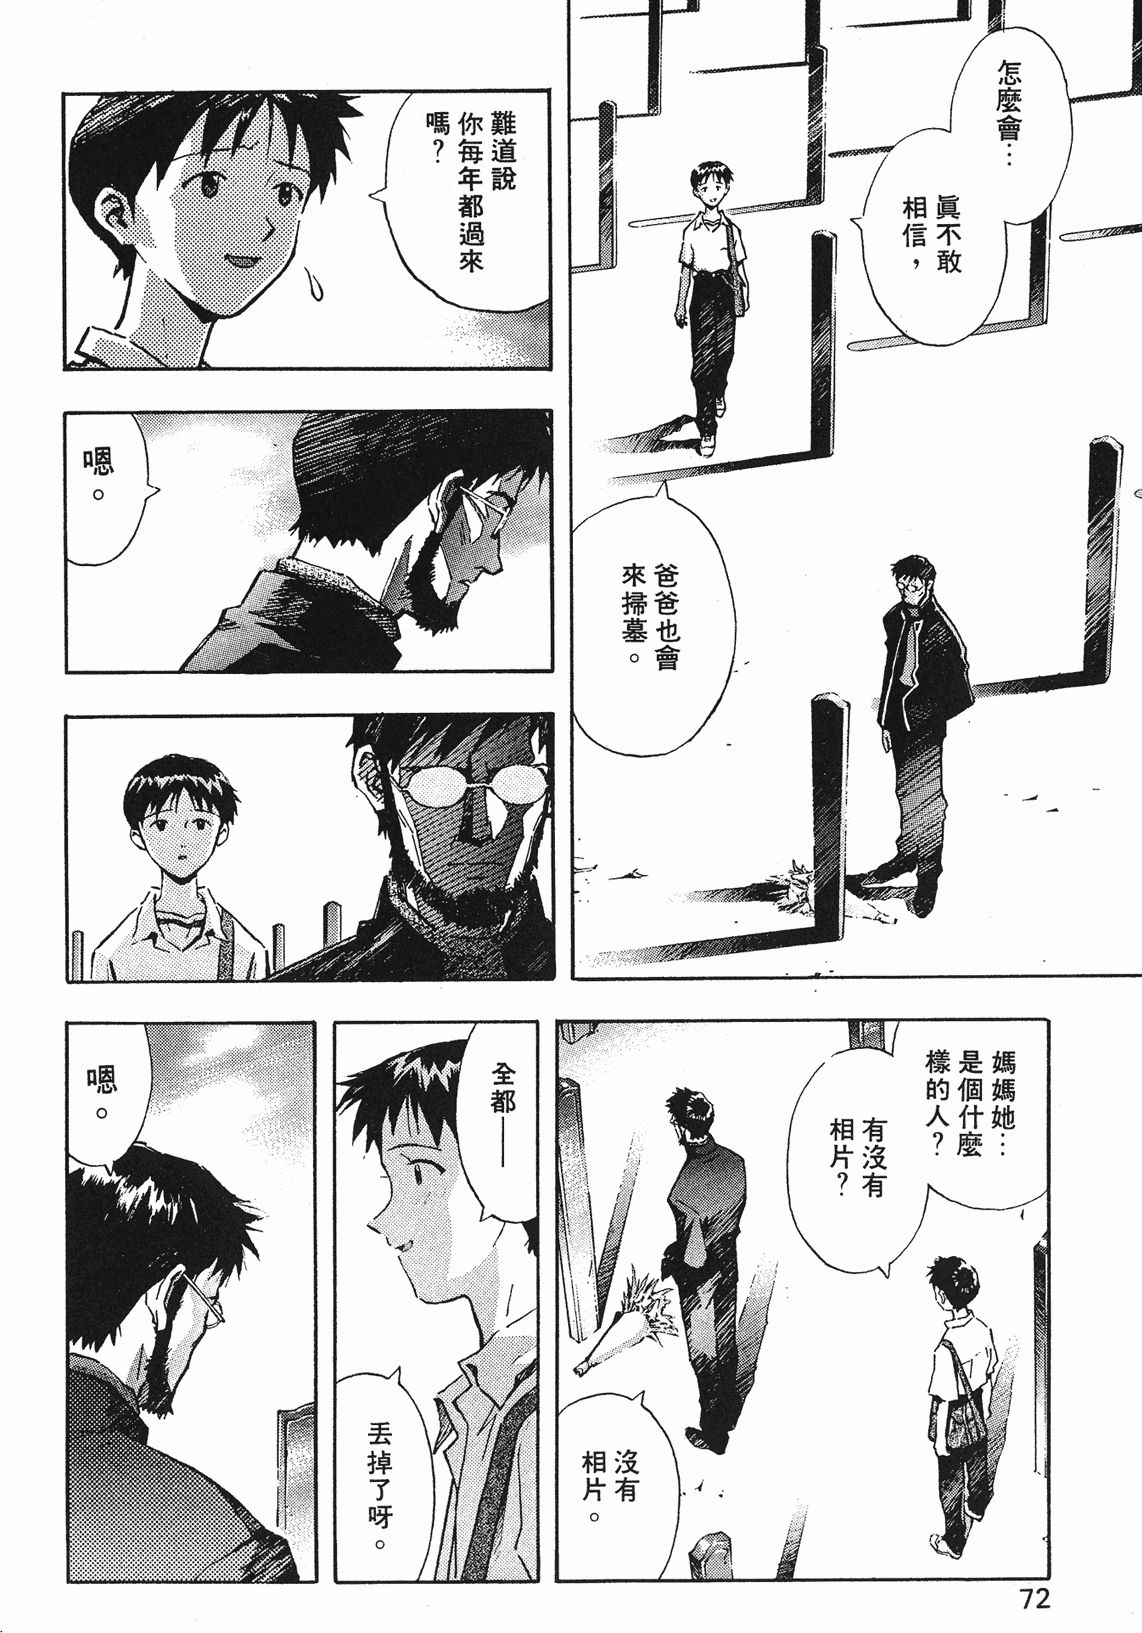 怎麼會…
眞不敢
相信，
爸爸也會
來掃墓。
難道說
你每年都過來
嗎？
嗯。
媽媽她…
是個什麼
樣的人？
有沒有
相片？
沒有
相片。
全都——
丟掉了呀。
嗯。
72